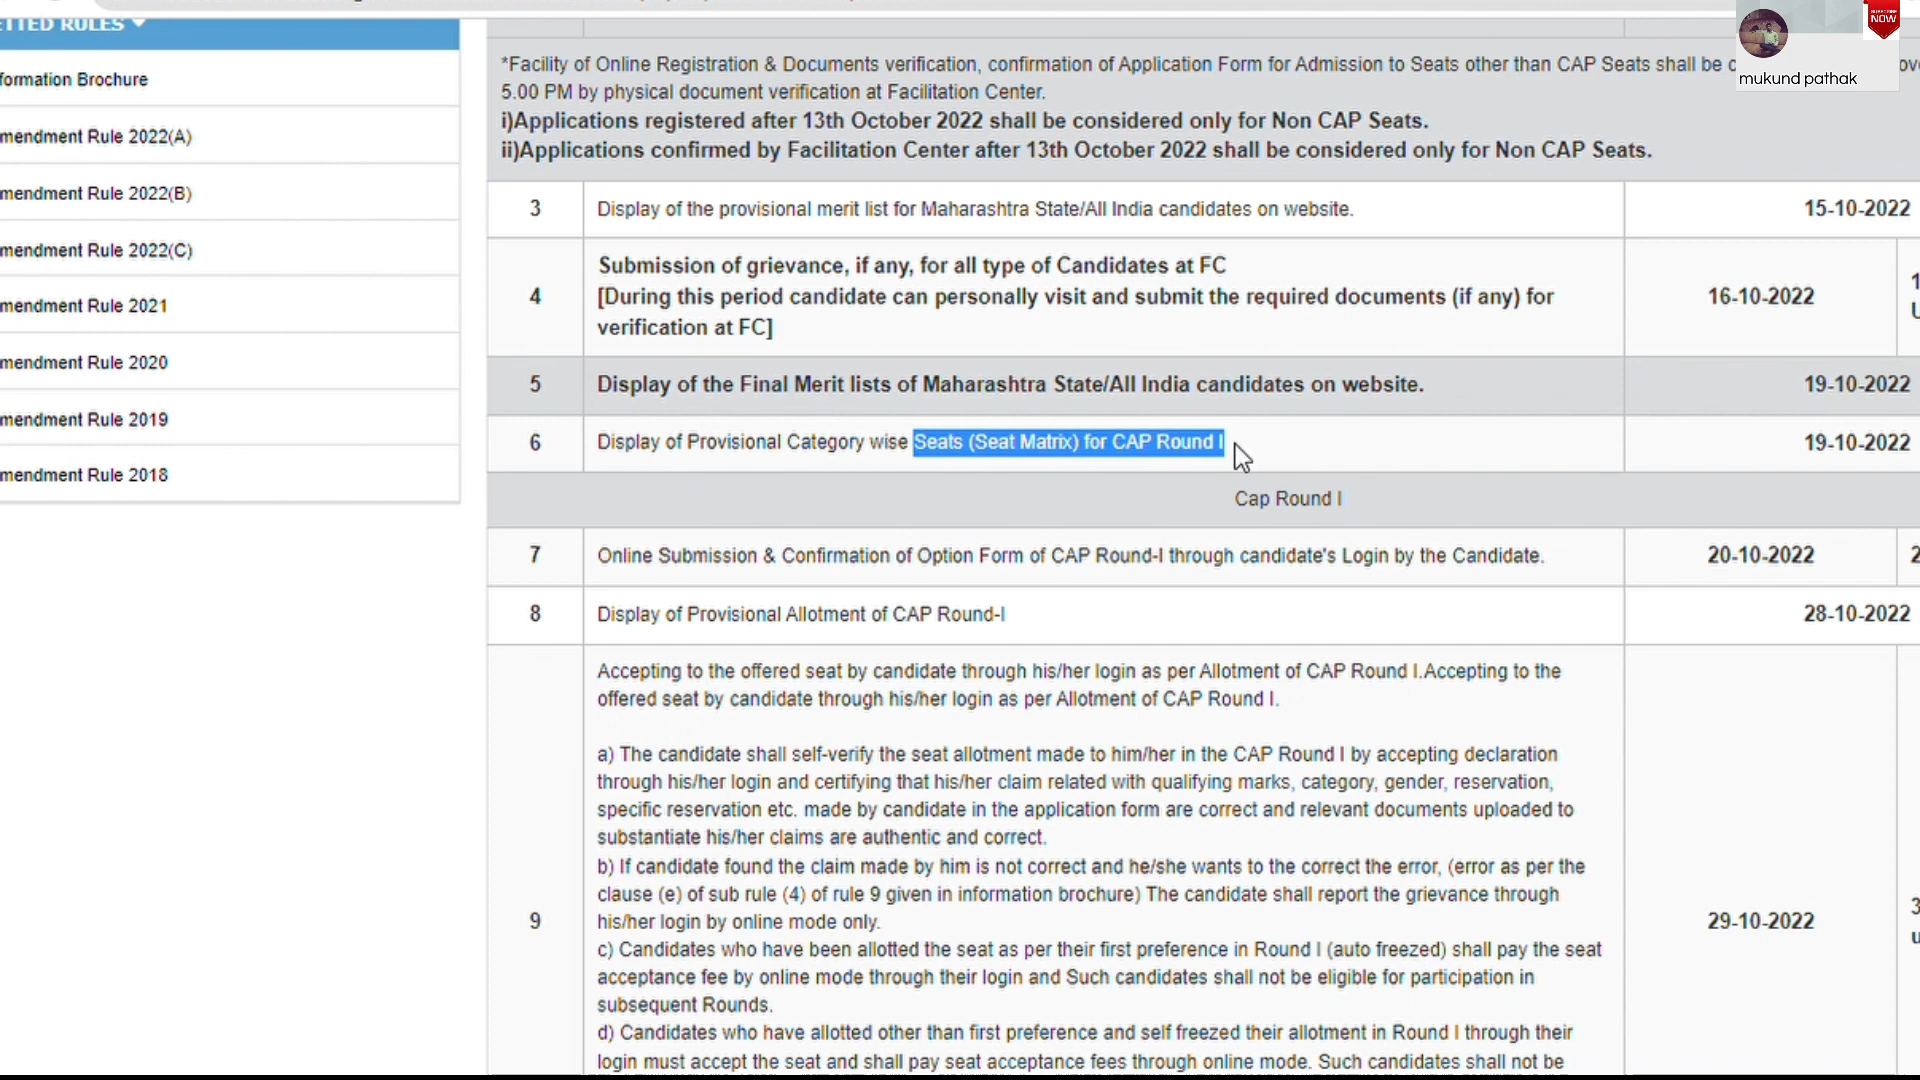 RULES
formation Brochure
mendment Rule 2022(A)
mendment Rule 2022(B)
mendment Rule 2022(C)
mendment Rule 2021
mendment Rule 2020
mendment Rule 2019
mendment Rule 2018
SUBSCRIBE
NOW
mukund pathak
*Facility of Online Registration & Documents verification, confirmation of Application Form for Admission to Seats other than CAP Seats shall be
5.00 PM by physical document verification at Facilitation Center.
i)Applications registered after 13th October 2022 shall be considered only for Non CAP Seats.
ii)Applications confirmed by Facilitation Center after 13th October 2022 shall be considered only for Non CAP Seats.
3 Display of the provisional merit list for Maharashtra State/All India candidates on website. 15-10-2022
Submission of grievance, if any, for all type of Candidates at FC
4 [During this period candidate can personally visit and submit the required documents (if any) for 16-10-2022
verification at FC]
5 Display of the Final Merit lists of Maharashtra State/All India candidates on website. 19-10-2022
6 Display of Provisional Category wise Seats (Seat Matrix) for CAP Round I 19-10-2022
Cap Round I
7 Online Submission & Confirmation of Option Form of CAP Round-I through candidate's Login by the Candidate. 20-10-2022
8 Display of Provisional Allotment of CAP Round-I 28-10-2022
Accepting to the offered seat by candidate through his/her login as per Allotment of CAP Round I.Accepting to the
offered seat by candidate through his/her login as per Allotment of CAP Round I.
a) The candidate shall self-verify the seat allotment made to him/her in the CAP Round I by accepting declaration
through his/her login and certifying that his/her claim related with qualifying marks, category, gender, reservation,
specific reservation etc. made by candidate in the application form are correct and relevant documents uploaded to
substantiate his/her claims are authentic and correct.
b) If candidate found the claim made by him is not correct and he/she wants to the correct the error, (error as per the
clause (e) of sub rule (4) of rule 9 given in information brochure) The candidate shall report the grievance through
9 his/her login by online mode only. 29-10-2022
c) Candidates who have been allotted the seat as per their first preference in Round I (auto freezed) shall pay the seat
acceptance fee by online mode through their login and Such candidates shall not be eligible for participation in
subsequent Rounds.
d) Candidates who have allotted other than first preference and self freezed their allotment in Round I through their
login must accept the seat and shall pay seat acceptance fees through online mode. Such candidates shall not be